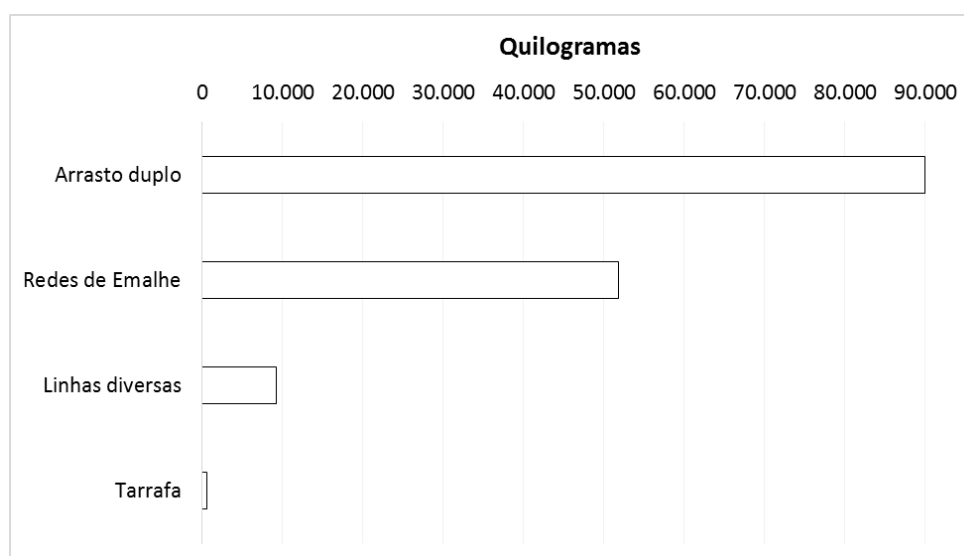 Quilogramas
0 10.000 20.000 30.000 40.000 50.000 60.000 70.000 80.000 90.000
Arrasto duplo
Redes de Emalhe
Linhas diversas
Tarrafa